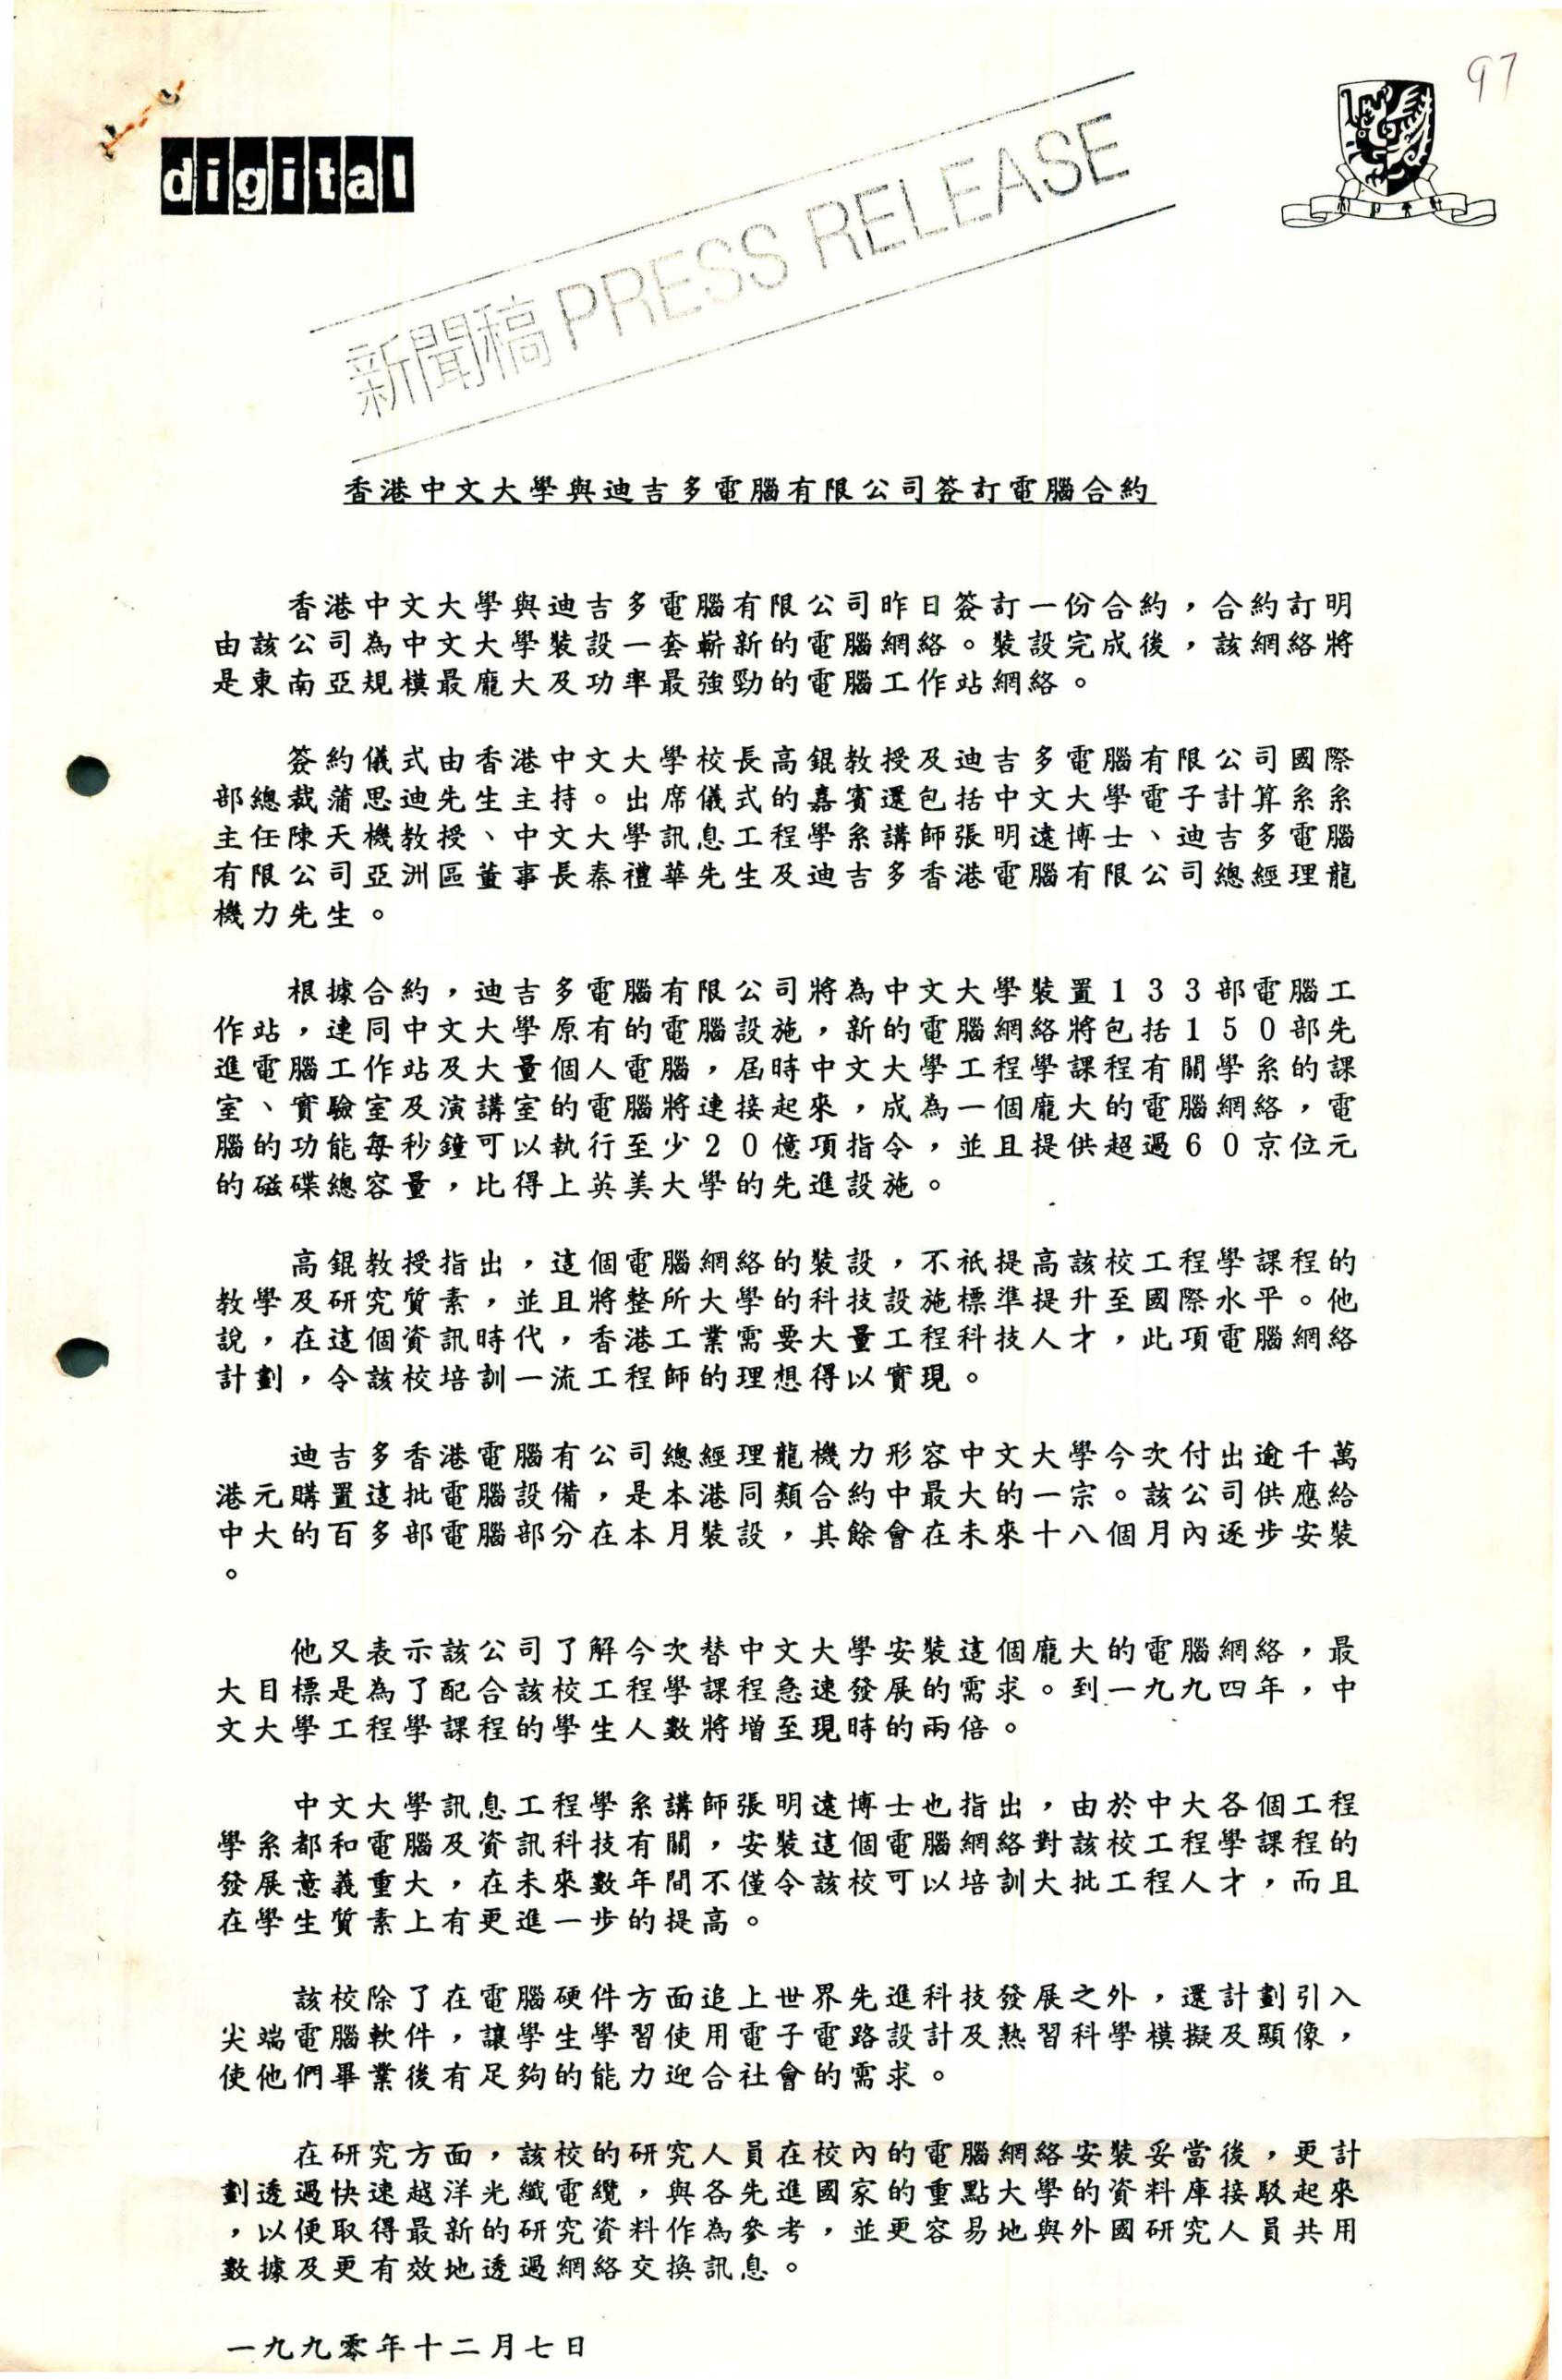 97
digital
新聞稿 PRESS RELEASE
香港中文大學與迪吉多電腦有限公司簽訂電腦合約
香港中文大學與迪吉多電腦有限公司昨日簽訂一份合約，合約訂明
由該公司為中文大學裝設一套嶄新的電腦網絡。裝設完成後，該網絡將
是東南亞規模最龐大及功率最強勁的電腦工作站網絡。
簽約儀式由香港中文大學校長高錕教授及迪吉多電腦有限公司國際
部總裁蒲思迪先生主持。出席儀式的嘉賓還包括中文大學電子計算系系
主任陳天機教授、中文大學訊息工程學系講師張明遠博士、迪吉多電腦
有限公司亞洲區董事長秦禮華先生及迪吉多香港電腦有限公司總經理龍
機力先生。
根據合約，迪吉多電腦有限公司將為中文大學裝置１３３部電腦工
作站，連同中文大學原有的電腦設施，新的電腦網絡將包括１５０部先
進電腦工作站及大量個人電腦，屆時中文大學工程學課程有關學系的課
室、實驗室及演講室的電腦將連接起來，成為一個龐大的電腦網絡，電
腦的功能每秒鐘可以執行至少２０億項指令，並且提供超過６０京位元
的磁碟總容量，比得上英美大學的先進設施。
高錕教授指出，這個電腦網絡的裝設，不祇提高該校工程學課程的
教學及研究質素，並且將整所大學的科技設施標準提升至國際水平。他
說，在這個資訊時代，香港工業需要大量工程科技人才，此項電腦網絡
計劃，令該校培訓一流工程師的理想得以實現。
迪吉多香港電腦有公司總經理龍機力形容中文大學今次付出逾千萬
港元購置這批電腦設備，是本港同類合約中最大的一宗。該公司供應給
中大的百多部電腦部分在本月裝設，其餘會在未來十八個月內逐步安裝
。
他又表示該公司了解今次替中文大學安裝這個龐大的電腦網絡，最
大目標是為了配合該校工程學課程急速發展的需求。到一九九四年，中
文大學工程學課程的學生人數將增至現時的兩倍。
中文大學訊息工程學系講師張明遠博士也指出，由於中大各個工程
學系都和電腦及資訊科技有關，安裝這個電腦網絡對該校工程學課程的
發展意義重大，在未來數年間不僅令該校可以培訓大批工程人才，而且
在學生質素上有更進一步的提高。
該校除了在電腦硬件方面追上世界先進科技發展之外，還計劃引入
尖端電腦軟件，讓學生學習使用電子電路設計及熟習科學模擬及顯像，
使他們畢業後有足夠的能力迎合社會的需求。
在研究方面，該校的研究人員在校內的電腦網絡安裝妥當後，更計
劃透過快速越洋光纖電纜，與各先進國家的重點大學的資料庫接駁起來
，以便取得最新的研究資料作為參考，並更容易地與外國研究人員共用
數據及更有效地透過網絡交換訊息。
一九九零年十二月七日